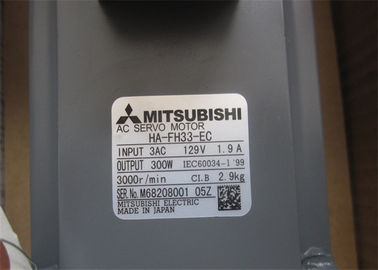 MITSUBISHI
AC SERVO MOTOR
HA-FH33-EC
INPUT 3AC 129V 1.9A
OUTPUT 300W IEC60034-1'99
3000r/min CI.B 2.9kg
SER.No. M68208001 05Z
MITSUBISHI ELECTRIC
MADE IN JAPAN